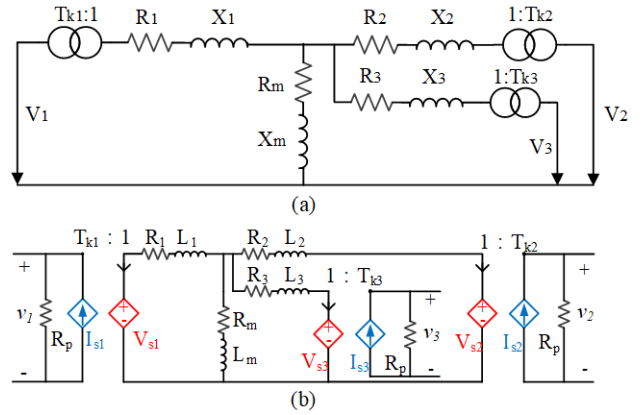 Tk1:1 R1 X1 R2 X2 1:Tk2
Rm R3 X3 1:Tk3
V1 Xm V3 V2
(a)
Tk1 : 1 R1 L1 R2 L2 1 : Tk2
+ R3 L3 1 : Tk3 +
v1 + Rm + + + v2
- Lm - v3 -
Rp Is1 Vs1 Vs3 Is3 Rp Vs2 Is2 Rp
- - -
(b)